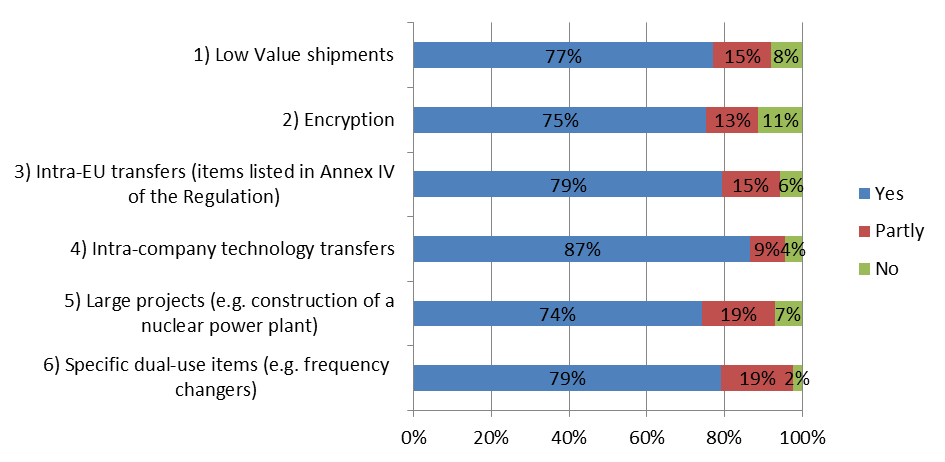 1) Low Value shipments
77% 15% 8%
2) Encryption
75% 13% 11%
3) Intra-EU transfers (items listed in Annex IV
of the Regulation)
79% 15% 6%
4) Intra-company technology transfers
87% 9% 4%
5) Large projects (e.g. construction of a
nuclear power plant)
74% 19% 7%
6) Specific dual-use items (e.g. frequency
changers)
79% 19% 2%
0% 20% 40% 60% 80% 100%
Yes
Partly
No